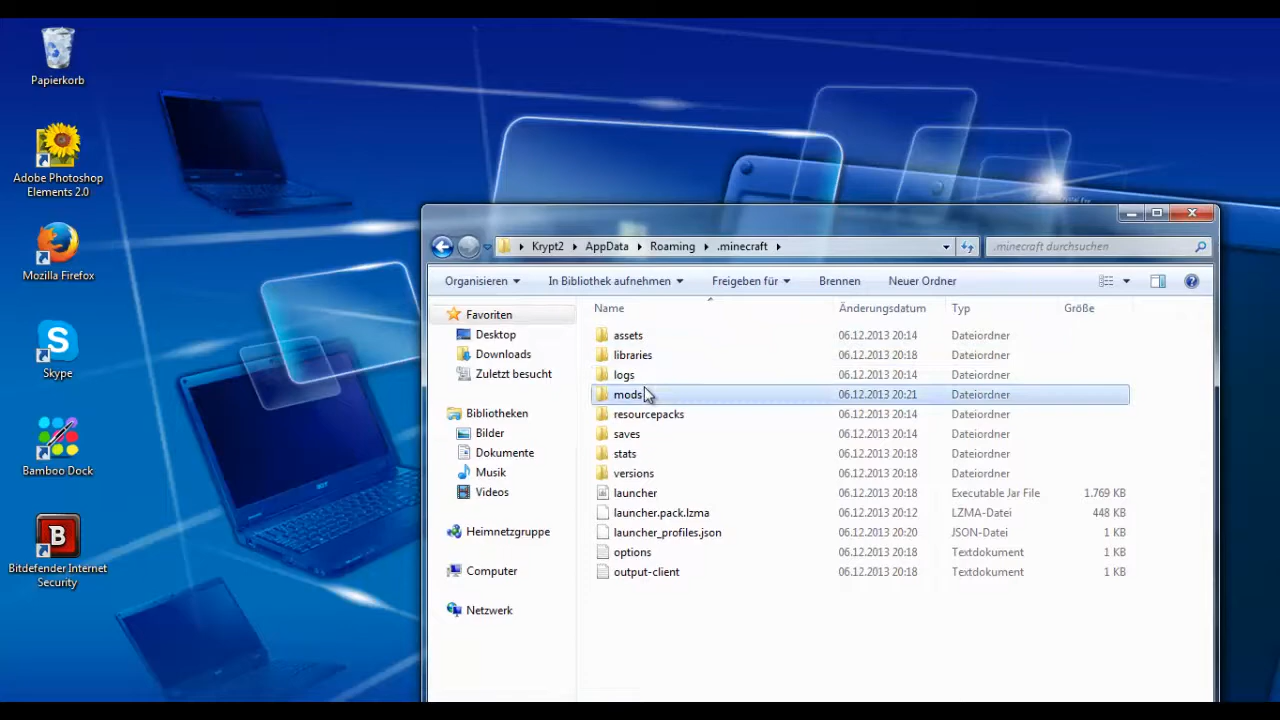 Papierkorb
Adobe Photoshop
Elements 2.0
Mozilla Firefox
Skype
Bamboo Dock
B
Bitdefender Internet
Security
Krypt2 AppData Roaming .minecraft
.minecraft durchsuchen
Organisieren In Bibliothek aufnehmen Freigeben für Brennen Neuer Ordner
Favoriten
Desktop
Downloads
Zuletzt besucht
Bibliotheken
Bilder
Dokumente
Musik
Videos
Heimnetzgruppe
Computer
Netzwerk
Name Änderungsdatum Typ Größe
assets 06.12.2013 20:14 Dateiordner
libraries 06.12.2013 20:18 Dateiordner
logs 06.12.2013 20:14 Dateiordner
mods 06.12.2013 20:21 Dateiordner
resourcepacks 06.12.2013 20:14 Dateiordner
saves 06.12.2013 20:14 Dateiordner
stats 06.12.2013 20:18 Dateiordner
versions 06.12.2013 20:18 Dateiordner
launcher 06.12.2013 20:18 Executable Jar File 1.769 KB
launcher.pack.lzma 06.12.2013 20:12 LZMA-Datei 448 KB
launcher_profiles.json 06.12.2013 20:20 JSON-Datei 1 KB
options 06.12.2013 20:18 Textdokument 1 KB
output-client 06.12.2013 20:18 Textdokument 1 KB